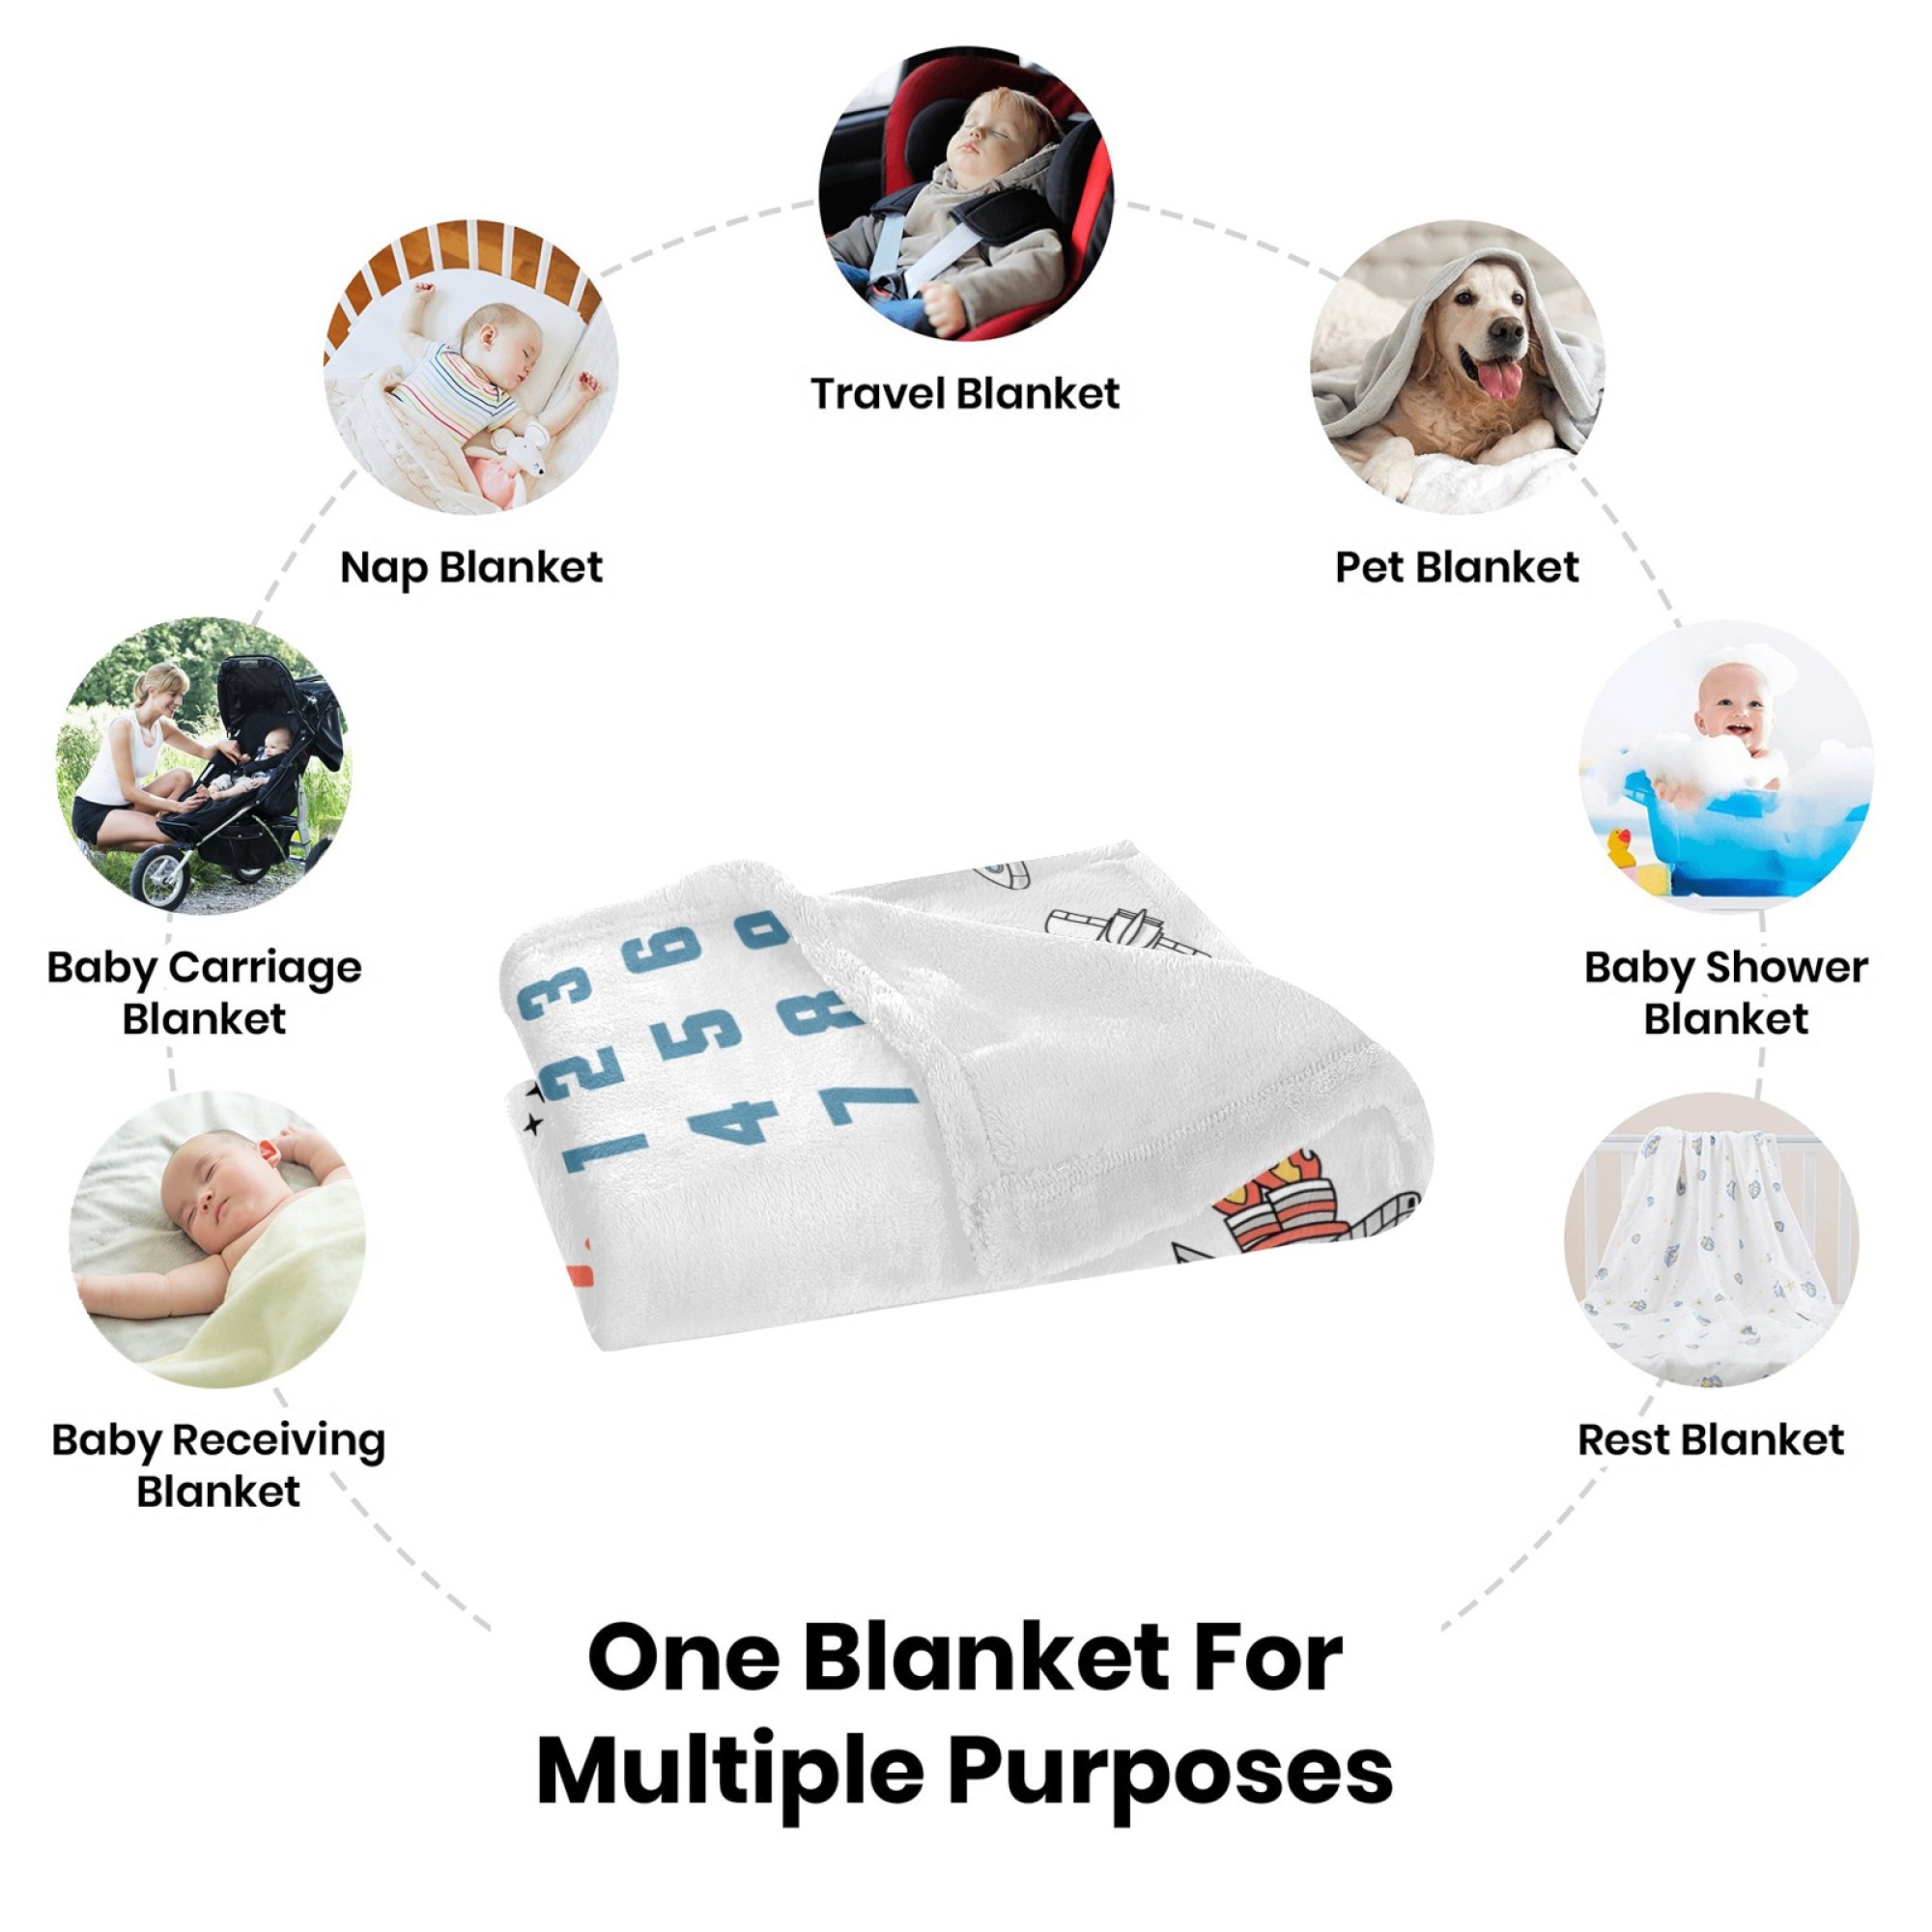 Travel Blanket
Nap Blanket
Pet Blanket
Baby Carriage
Blanket
Baby Shower
Blanket
3 6 9
2 5 8
1 4 7
Baby Receiving
Blanket
Rest Blanket
One Blanket For
Multiple Purposes